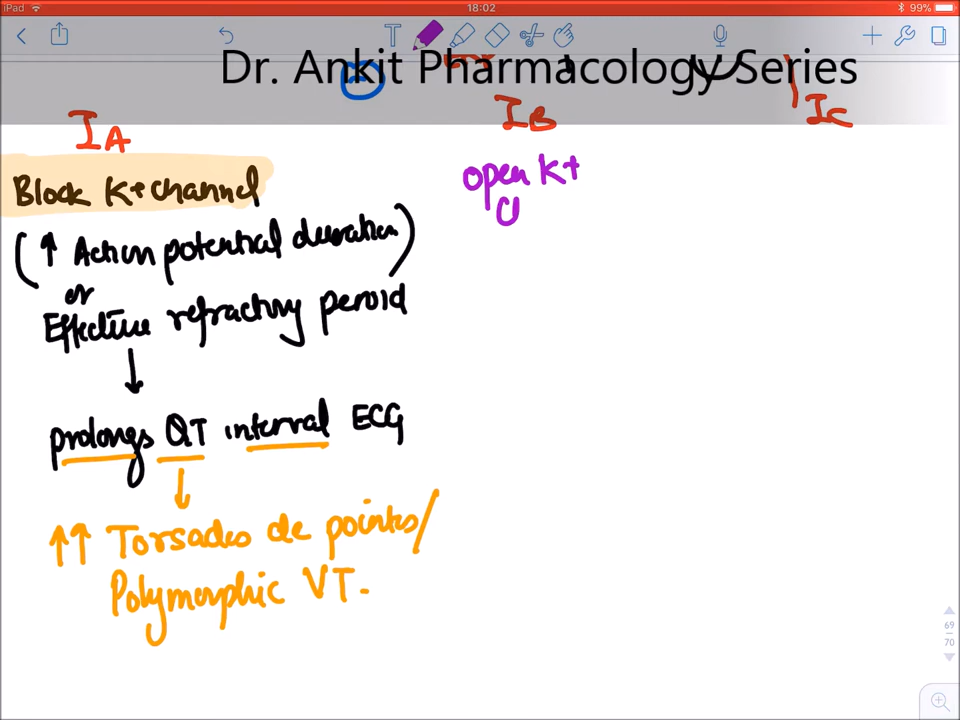 iPad
18:02
99%
T
Dr. Ankit Pharmacology Series
IA
IB
IC
Block K+ channel
open K+
(↑ Action potential duration)
or
Effective refractory peroid
↓
prolongs QT interval ECG
↓
↑↑ Torsades de pointes/
Polymorphic VT.
69
70